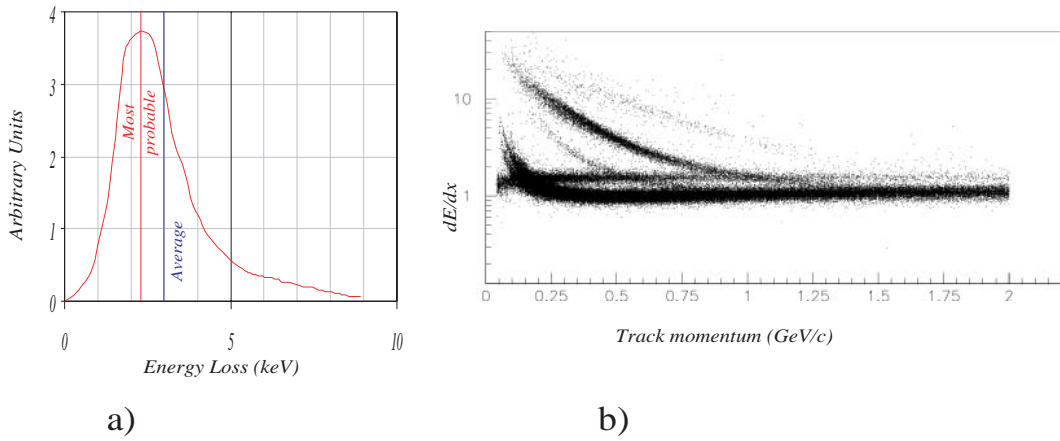 4
3
2
1
0
Arbitrary Units
Most
probable
Average
0
5
10
Energy Loss (keV)
a)
10
1
dE/dx
0
0.25
0.5
0.75
1
1.25
1.5
1.75
2
Track momentum (GeV/c)
b)